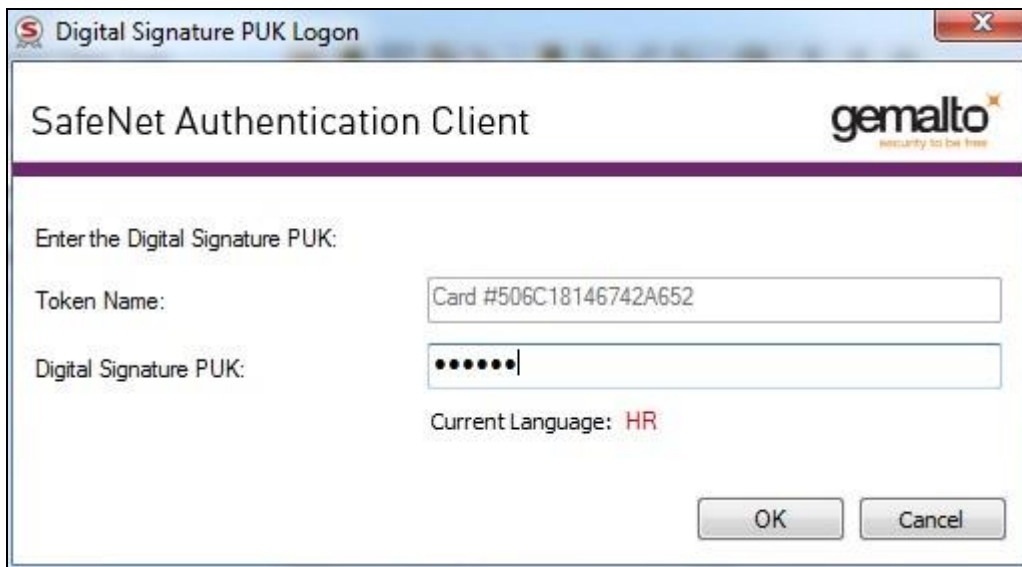 Digital Signature PUK Logon
SafeNet Authentication Client
gemalto
security to be free
Enter the Digital Signature PUK:
Token Name: Card #506C18146742A652
Digital Signature PUK: ●●●●●●
Current Language: HR
OK Cancel